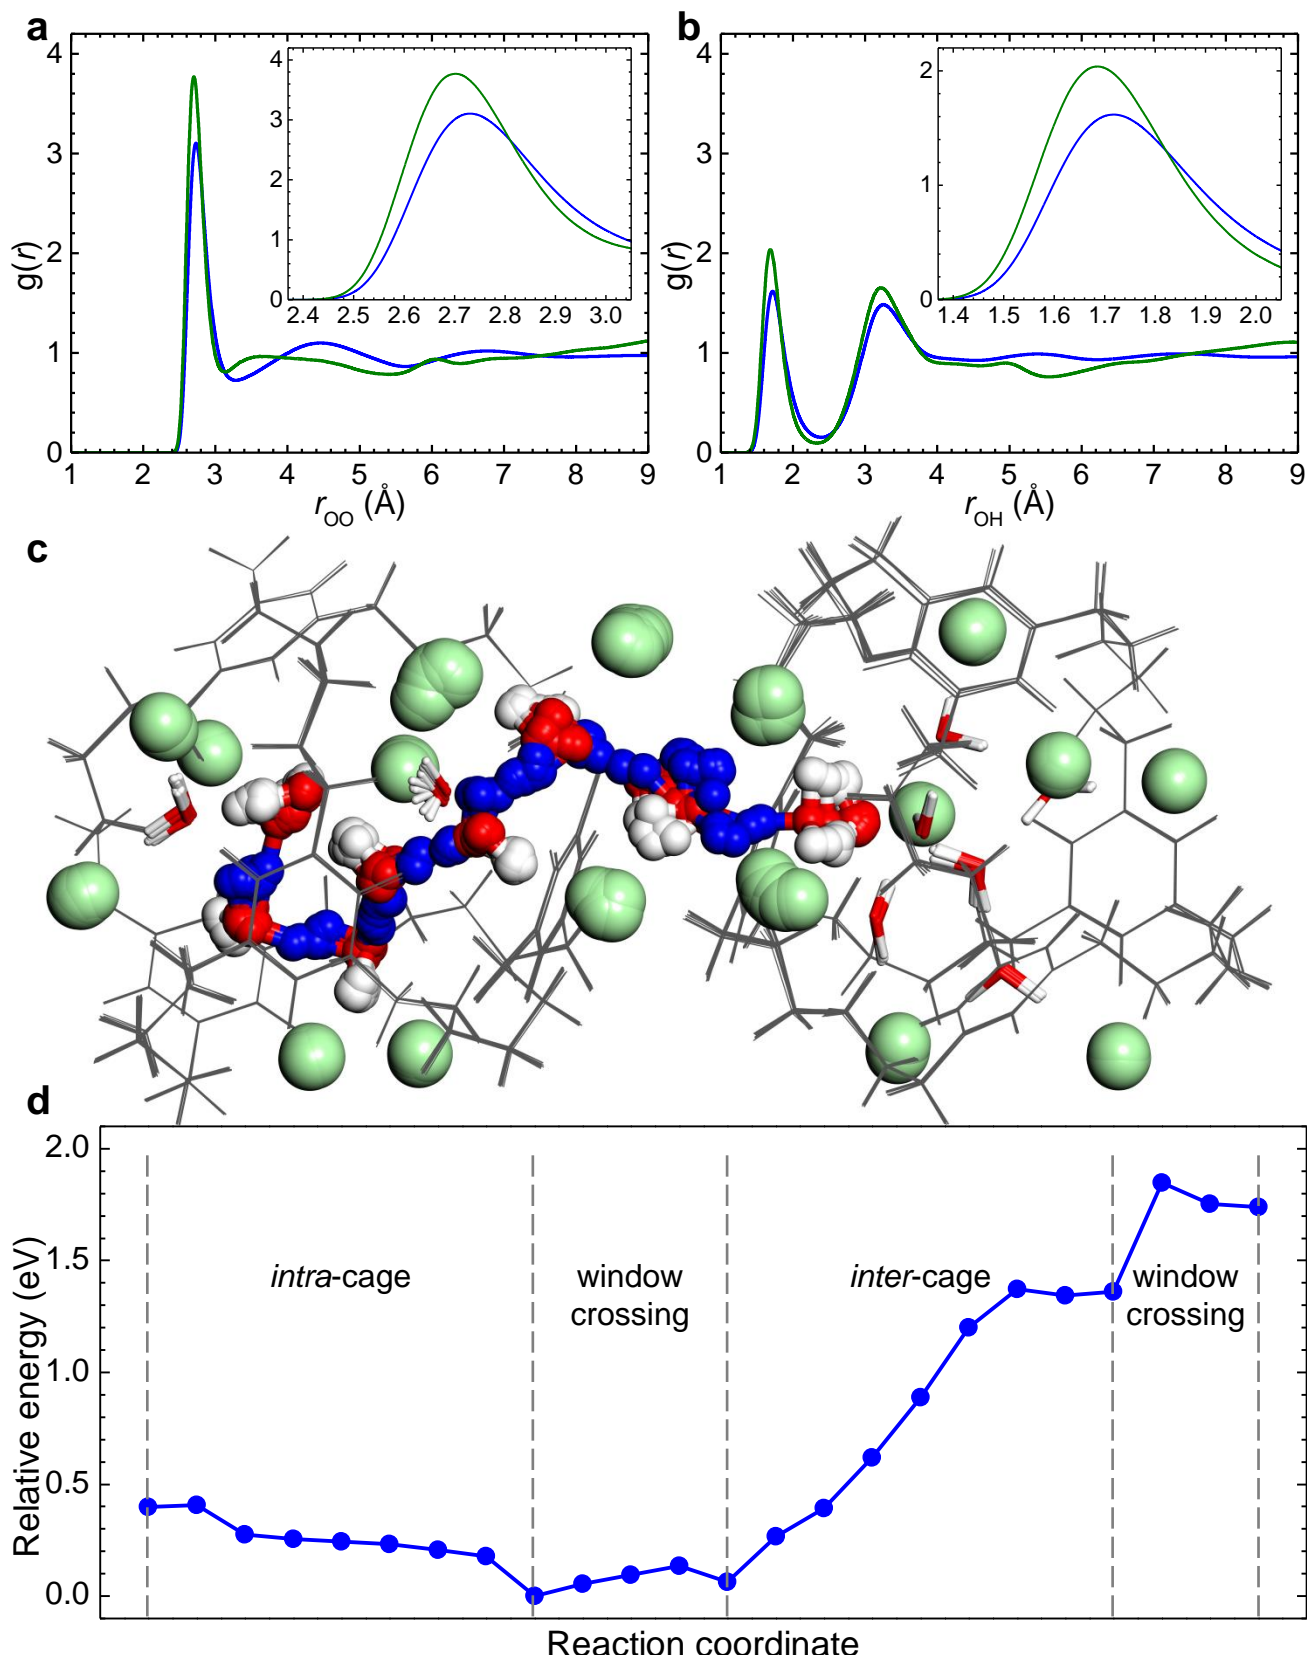 a
b
4
3
2
1
0
g(r)
4
3
2
1
0
2.4 2.5 2.6 2.7 2.8 2.9 3.0
1 2 3 4 5 6 7 8 9
rOO (Å)
4
3
2
1
0
g(r)
2
1
0
1.4 1.5 1.6 1.7 1.8 1.9 2.0
1 2 3 4 5 6 7 8 9
rOH (Å)
c
d
2.0
1.5
1.0
0.5
0.0
Relative energy (eV)
intra-cage
window
crossing
inter-cage
window
crossing
Reaction coordinate